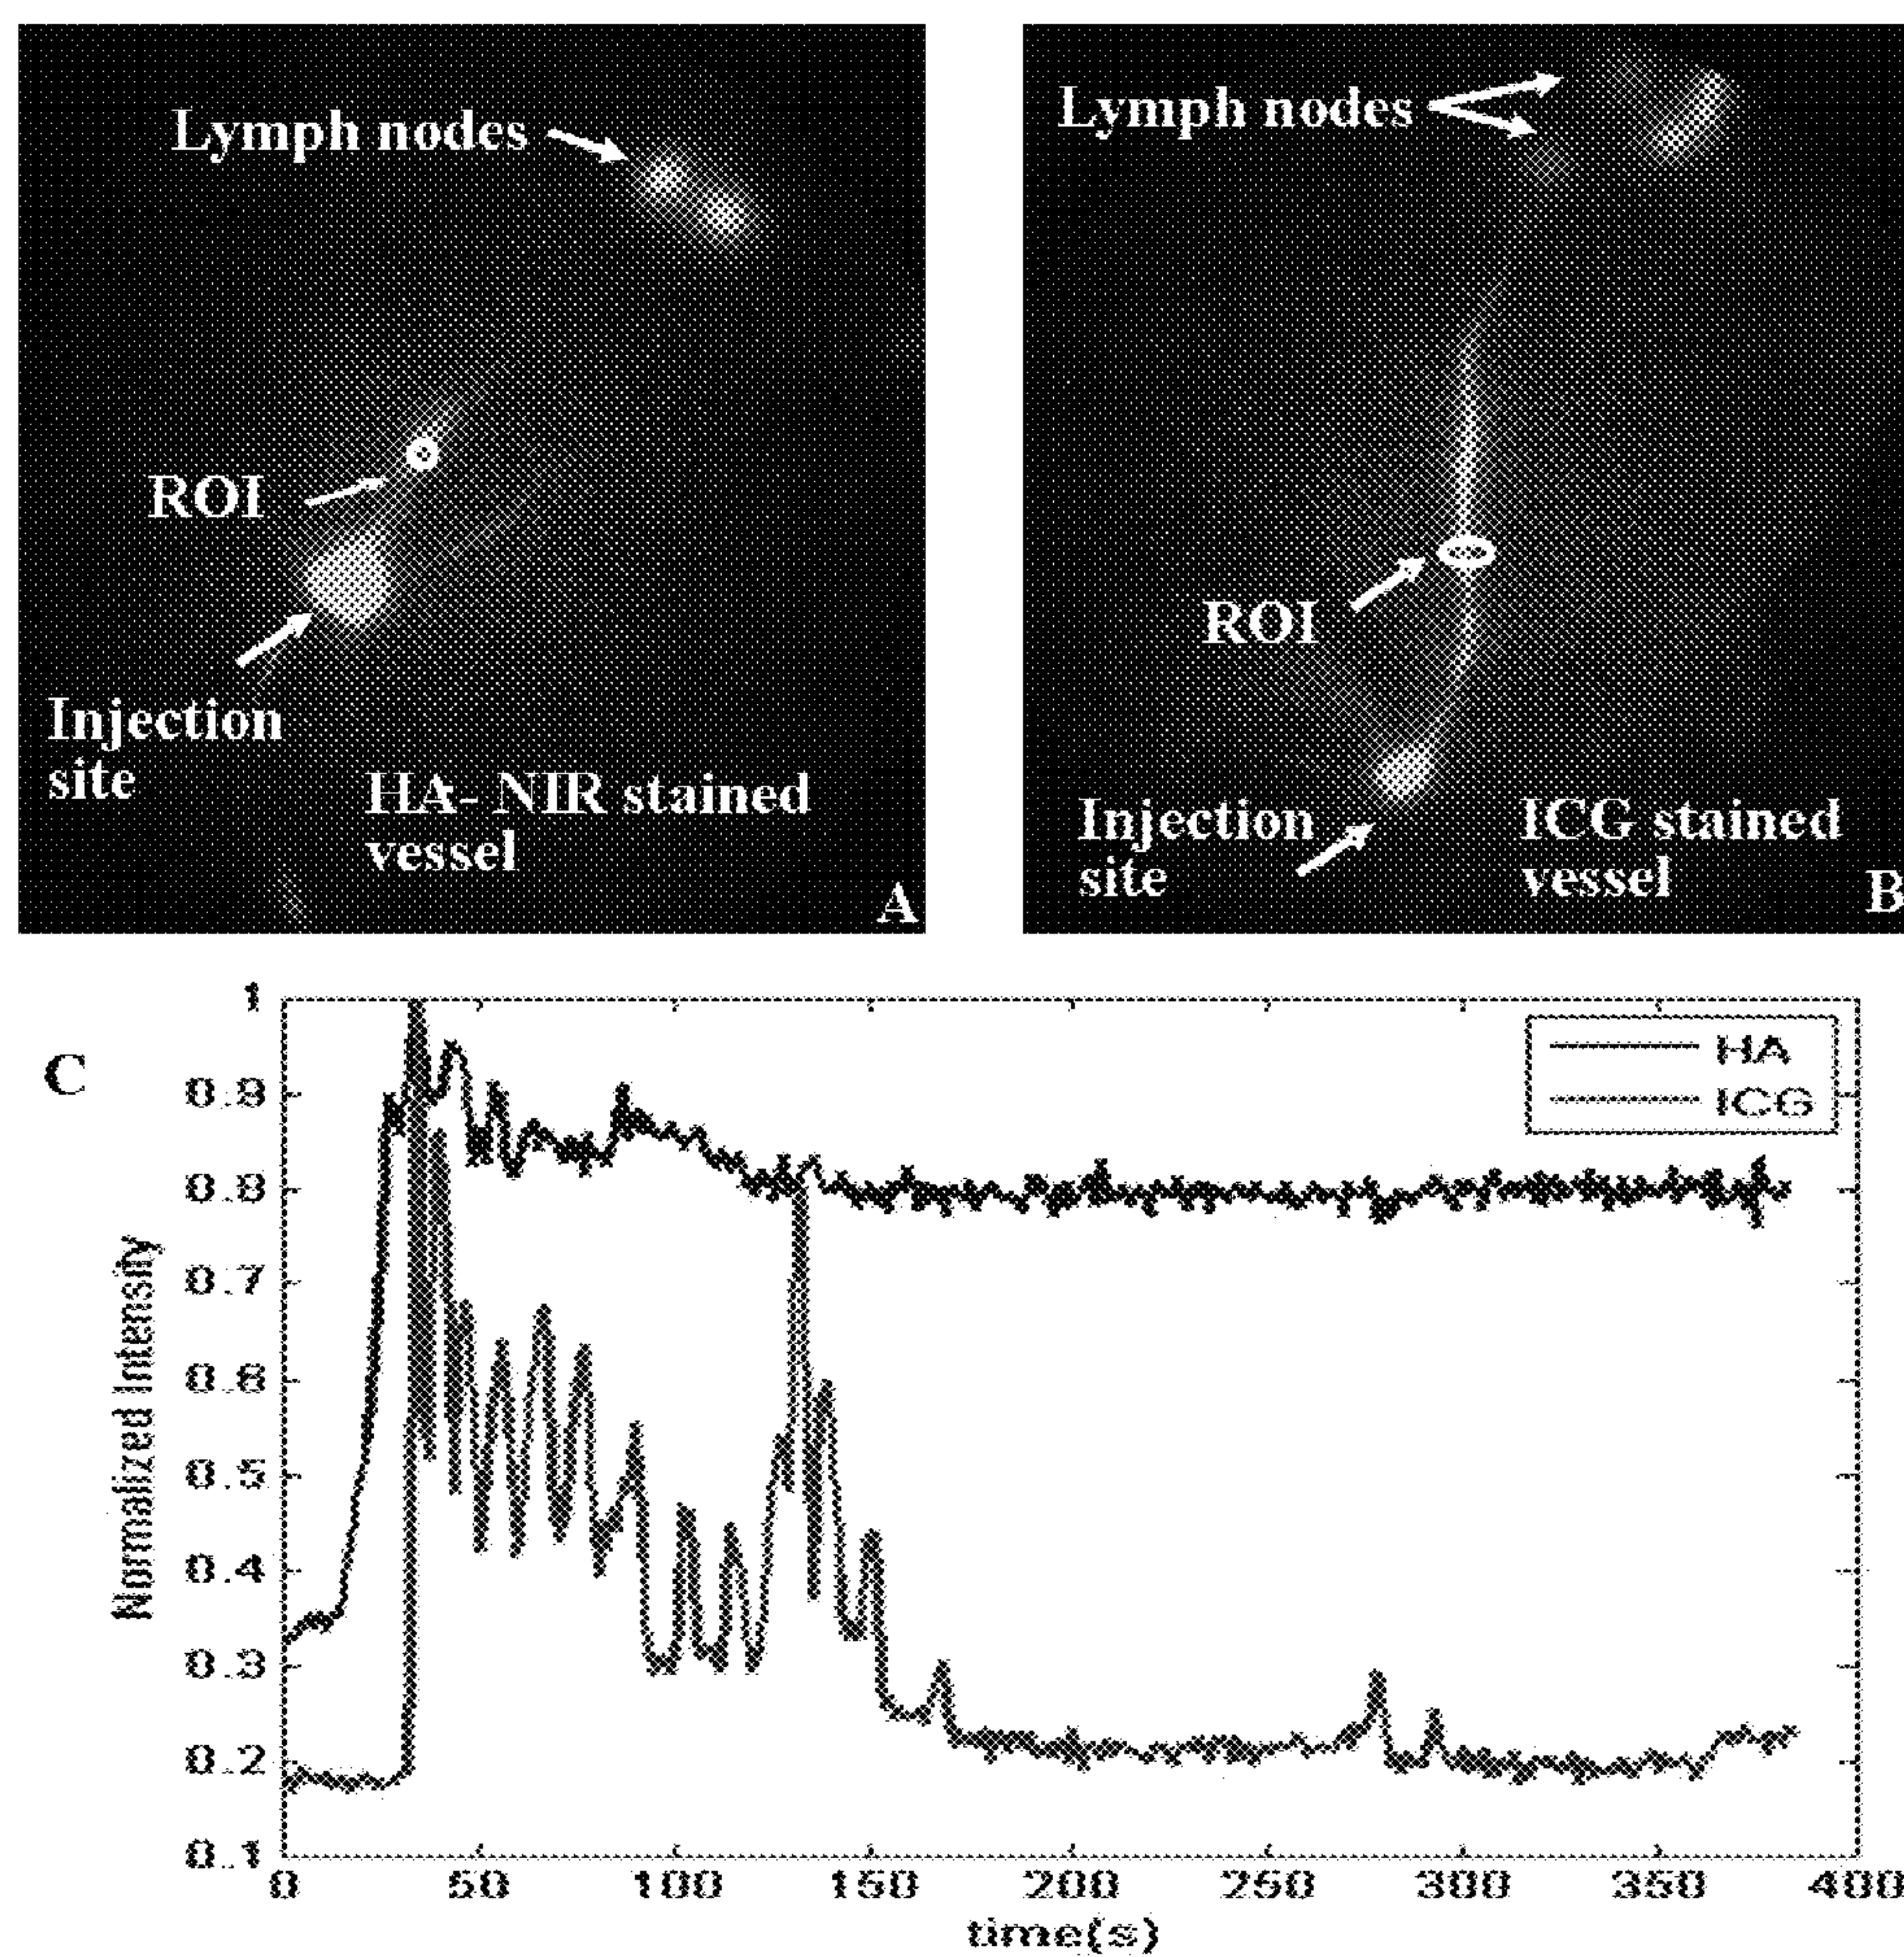 Lymph nodes
ROI
Injection
site
HA- NIR stained
vessel
A
Lymph nodes
ROI
Injection
site
ICG stained
vessel
B
C
1
0.9
0.8
0.7
0.6
0.5
0.4
0.3
0.2
0.1
Normalized Intensity
HA
ICG
0 50 100 150 200 250 300 350 400
time(s)